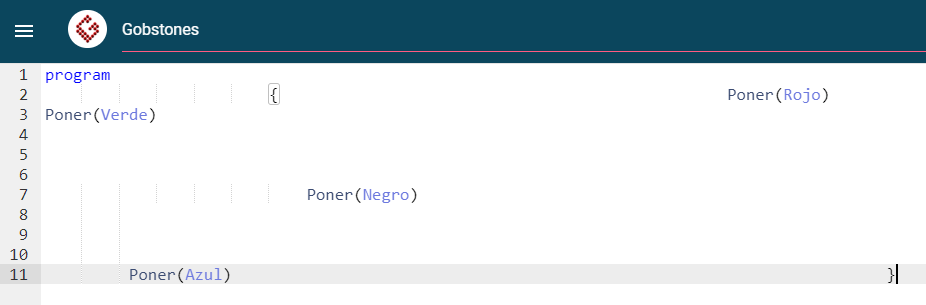 Gobstones
1 program
2 { Poner(Rojo)
3 Poner(Verde)
4
5
6
7 Poner(Negro)
8
9
10
11 Poner(Azul) }